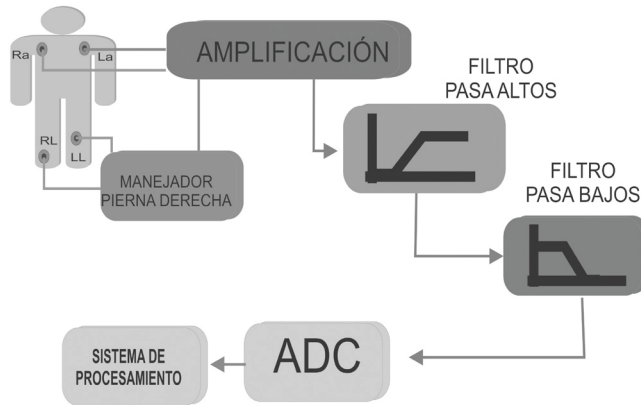 AMPLIFICACIÓN
Ra
La
FILTRO
PASA ALTOS
RL
LL
MANEJADOR
PIERNA DERECHA
FILTRO
PASA BAJOS
SISTEMA DE
PROCESAMIENTO
ADC